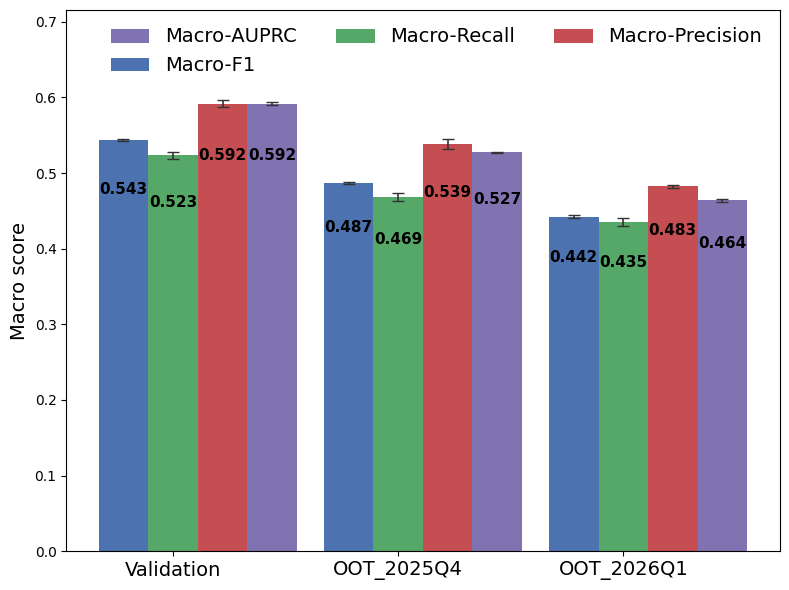 Macro-AUPRC Macro-Recall Macro-Precision
Macro-F1
Macro score
0.7
0.6
0.5
0.4
0.3
0.2
0.1
0.0
0.543 0.523 0.592 0.592
0.487 0.469 0.539 0.527
0.442 0.435 0.483 0.464
Validation OOT_2025Q4 OOT_2026Q1